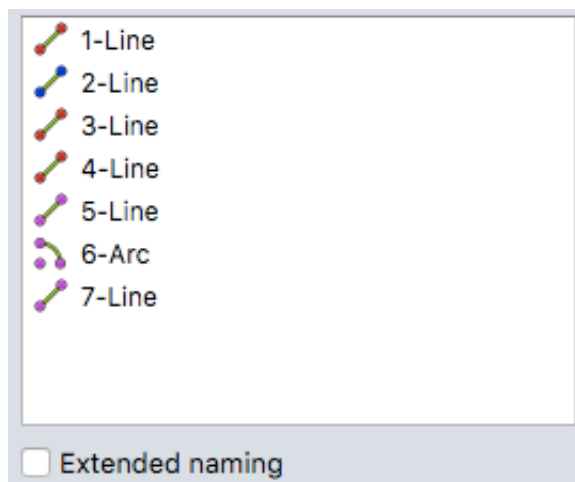 1-Line
2-Line
3-Line
4-Line
5-Line
6-Arc
7-Line
Extended naming